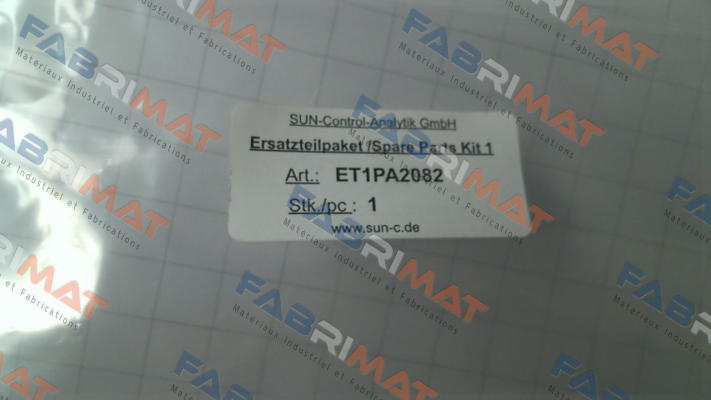 SUN-Control-Analytik GmbH
Ersatzteilpaket /Spare Parts Kit 1
Art.: ET1PA2082
Stk./pc.: 1
www.sun-c.de
FABRIMAT
Materiaux Industriel et Fabrications